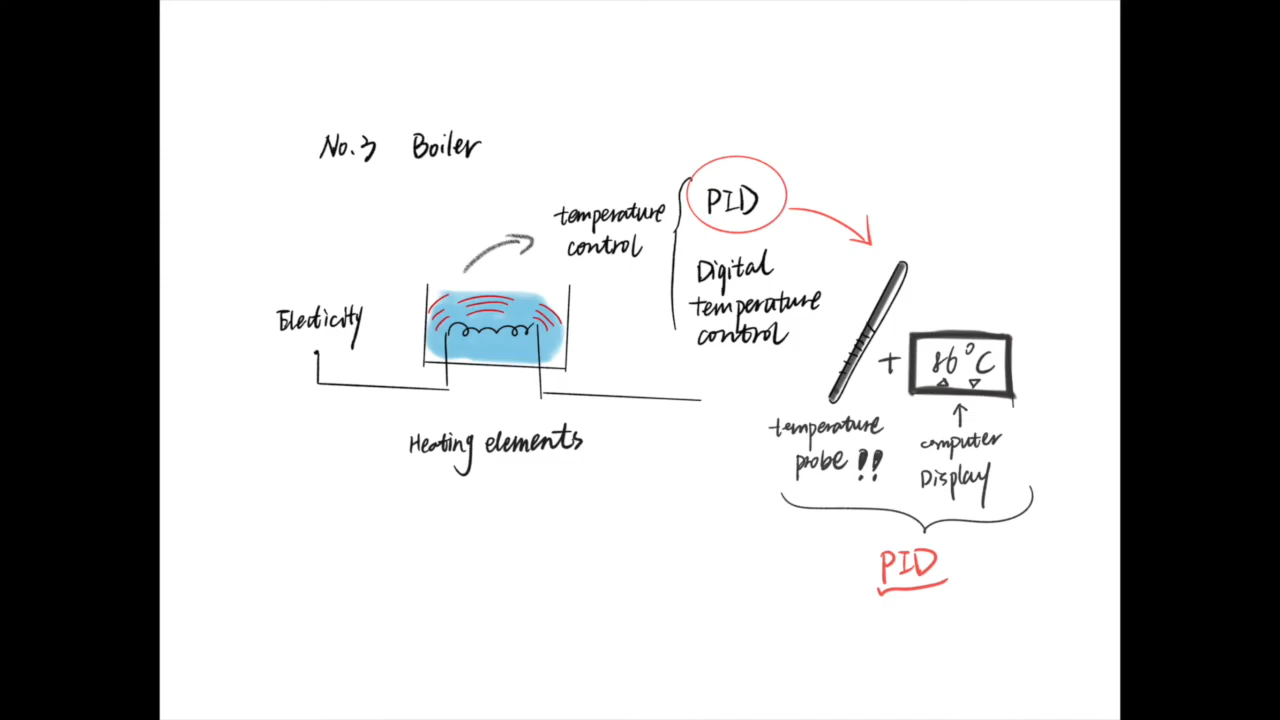 No.3 Boiler
PID
temperature
control
Digital
temperature
control
Electicity
86°C
Heating elements
temperature
probe !!
computer
Display
PID